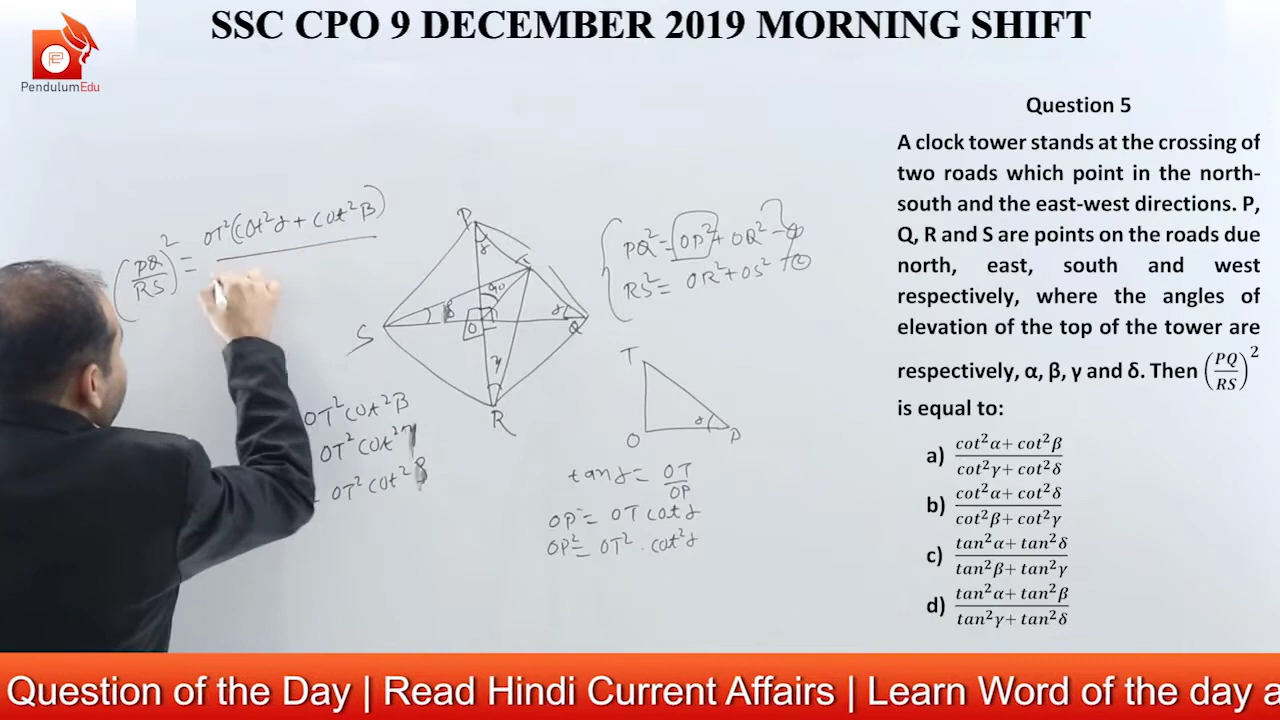 SSC CPO 9 DECEMBER 2019 MORNING SHIFT
PendulumEdu
Question 5
A clock tower stands at the crossing of
two roads which point in the north-
south and the east-west directions. P,
Q, R and S are points on the roads due
north, east, south and west
respectively, where the angles of
elevation of the top of the tower are
respectively, α, β, γ and δ. Then (PQ/RS)²
is equal to:
a) (cot²α+ cot²β)/(cot²γ+ cot²δ)
b) (cot²α+ cot²δ)/(cot²β+ cot²γ)
c) (tan²α+ tan²δ)/(tan²β+ tan²γ)
d) (tan²α+ tan²β)/(tan²γ+ tan²δ)
(PQ/RS)² = OT²(cot²α + cot²β)
P
S
O
Q
R
PQ² = OP² + OQ²
RS² = OR² + OS²
T
O
P
OT² cot² β
OT² cot² γ
OT² cot²
tan α = OT/OP
OP = OT cot α
OP² = OT² . cot² α
Question of the Day | Read Hindi Current Affairs | Learn Word of the day a